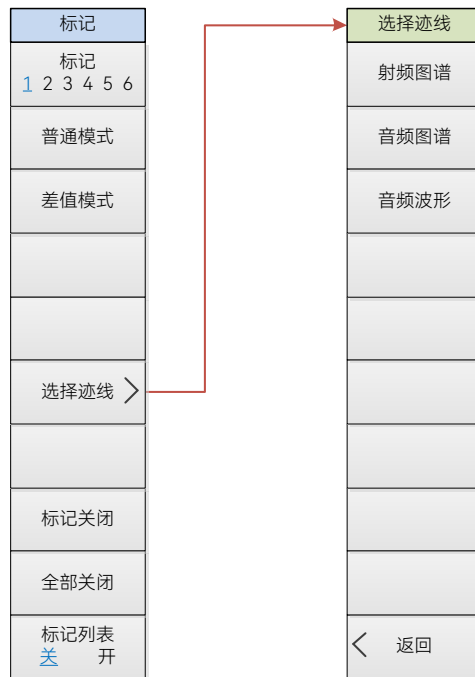 标记
标记
1 2 3 4 5 6
普通模式
差值模式
选择迹线
标记关闭
全部关闭
标记列表
关 开
选择迹线
射频图谱
音频图谱
音频波形
返回